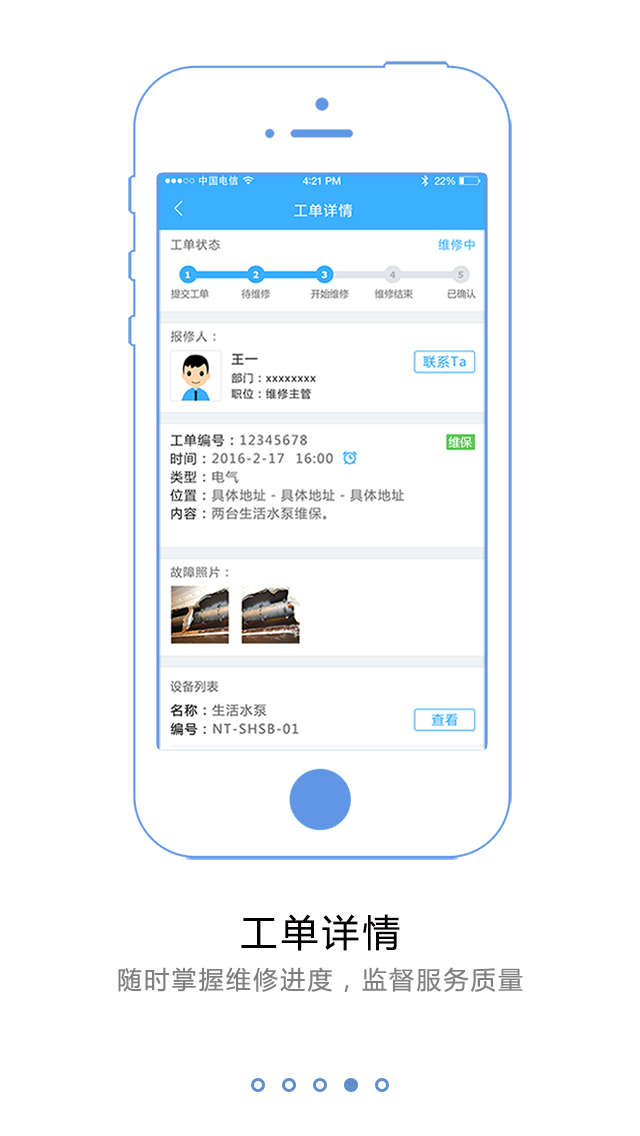 中国电信 4:21 PM 22%
工单详情
工单状态 维修中
1 2 3 4 5
提交工单 待维修 开始维修 维修结束 已确认
报修人：
王一
部门：xxxxxxxx
职位：维修主管
联系Ta
工单编号：12345678 维保
时间：2016-2-17 16:00
类型：电气
位置：具体地址 - 具体地址 - 具体地址
内容：两台生活水泵维保。
故障照片：
设备列表
名称：生活水泵
编号：NT-SHSB-01
查看
工单详情
随时掌握维修进度，监督服务质量